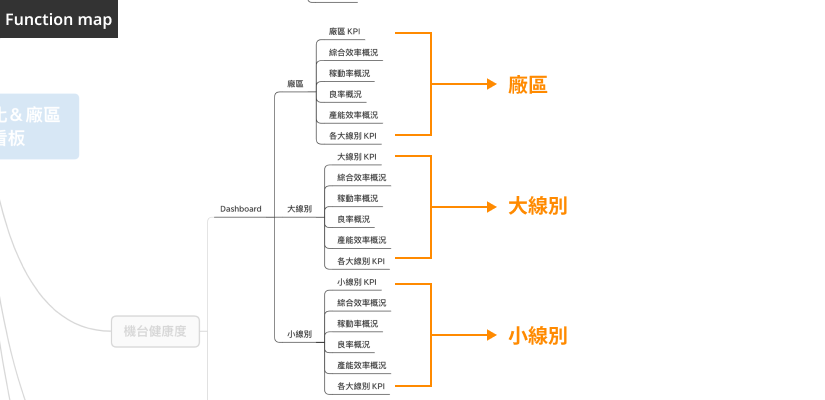 Function map
化＆廠區
看板
機台健康度
Dashboard
廠區
廠區 KPI
綜合效率概況
稼動率概況
良率概況
產能效率概況
各大線別 KPI
廠區
大線別
大線別 KPI
綜合效率概況
稼動率概況
良率概況
產能效率概況
各大線別 KPI
大線別
小線別
小線別 KPI
綜合效率概況
稼動率概況
良率概況
產能效率概況
各大線別 KPI
小線別